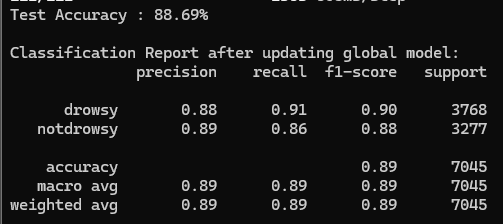 Test Accuracy : 88.69%
Classification Report after updating global model:
precision recall f1-score support
drowsy 0.88 0.91 0.90 3768
notdrowsy 0.89 0.86 0.88 3277
accuracy 0.89 7045
macro avg 0.89 0.89 0.89 7045
weighted avg 0.89 0.89 0.89 7045